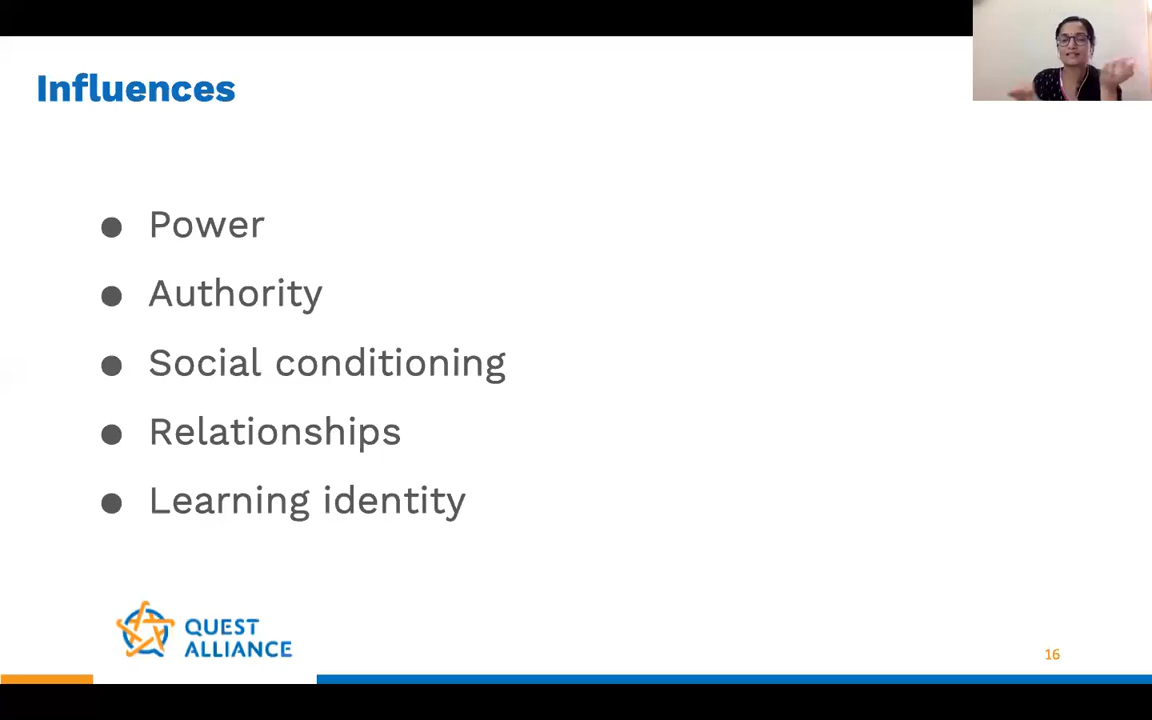 Influences
Power
Authority
Social conditioning
Relationships
Learning identity
QUEST
ALLIANCE
16